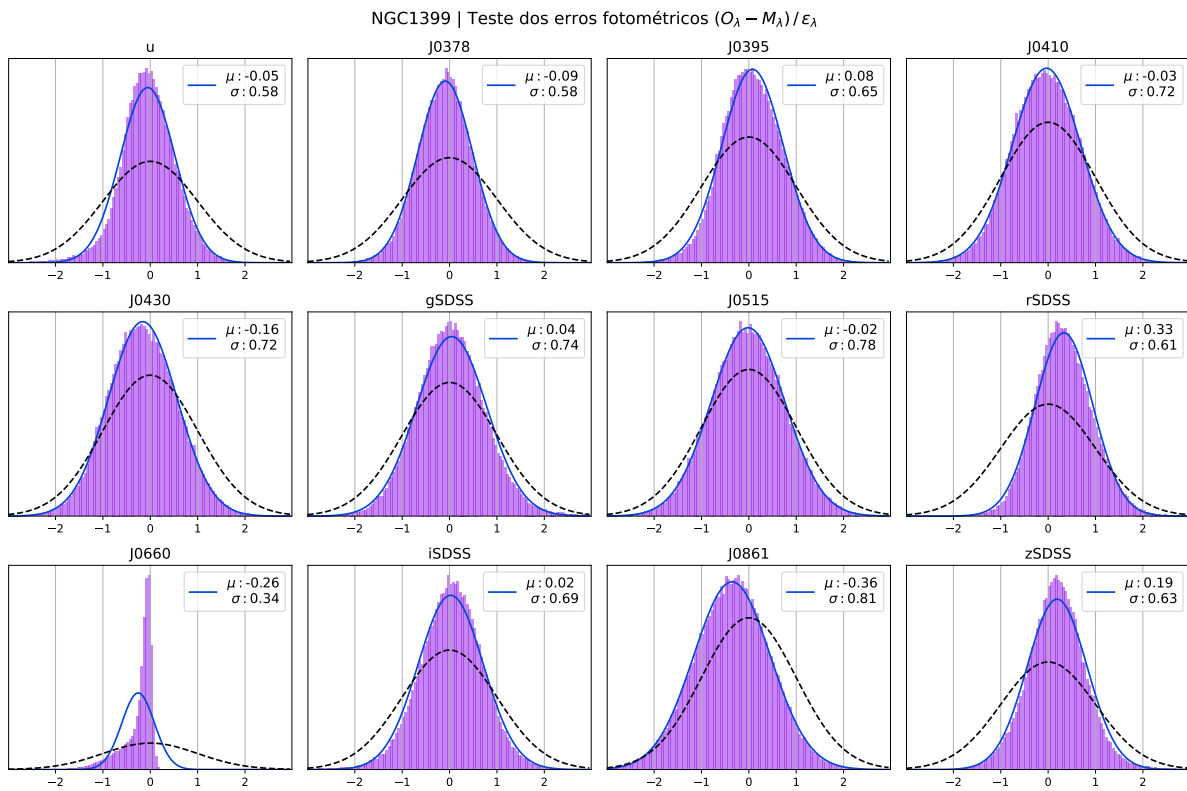 NGC1399 | Teste dos erros fotométricos (Oλ − Mλ) / ελ
u
μ : -0.05
σ : 0.58
−2 −1 0 1 2
J0378
μ : -0.09
σ : 0.58
−2 −1 0 1 2
J0395
μ : 0.08
σ : 0.65
−2 −1 0 1 2
J0410
μ : -0.03
σ : 0.72
−2 −1 0 1 2
J0430
μ : -0.16
σ : 0.72
−2 −1 0 1 2
gSDSS
μ : 0.04
σ : 0.74
−2 −1 0 1 2
J0515
μ : -0.02
σ : 0.78
−2 −1 0 1 2
rSDSS
μ : 0.33
σ : 0.61
−2 −1 0 1 2
J0660
μ : -0.26
σ : 0.34
−2 −1 0 1 2
iSDSS
μ : 0.02
σ : 0.69
−2 −1 0 1 2
J0861
μ : -0.36
σ : 0.81
−2 −1 0 1 2
zSDSS
μ : 0.19
σ : 0.63
−2 −1 0 1 2